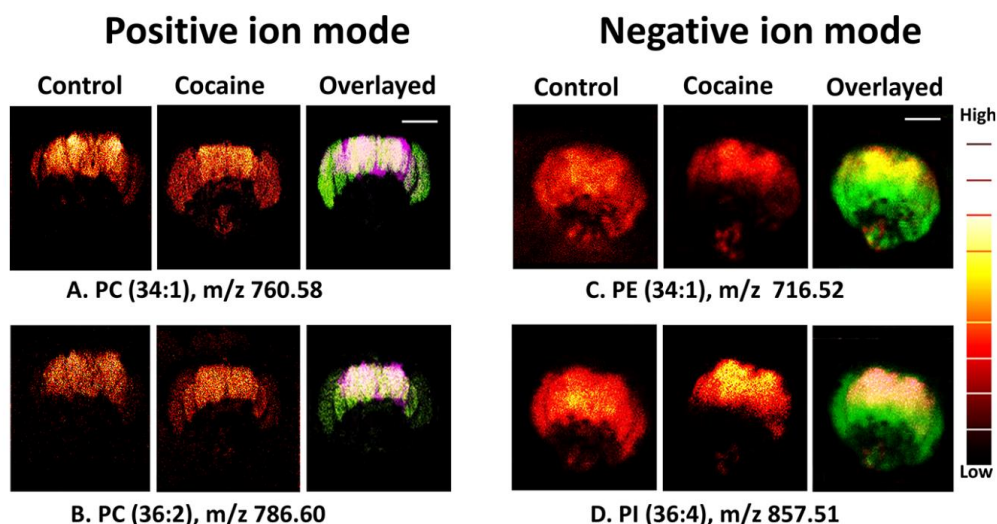 Positive ion mode
Negative ion mode
Control Cocaine Overlayed
Control Cocaine Overlayed
High
A. PC (34:1), m/z 760.58
C. PE (34:1), m/z 716.52
Low
B. PC (36:2), m/z 786.60
D. PI (36:4), m/z 857.51